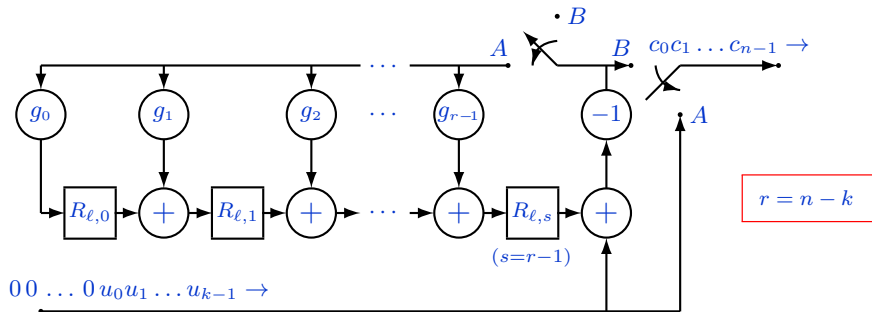 B
A
B
c₀c₁ … cₙ₋₁ →
…
g₀
g₁
g₂
…
gᵣ₋₁
−1
A
R_{ℓ,0}
+
R_{ℓ,1}
+
…
+
R_{ℓ,s}
+
r = n − k
(s=r−1)
0 0 … 0 u₀u₁ … uₖ₋₁ →